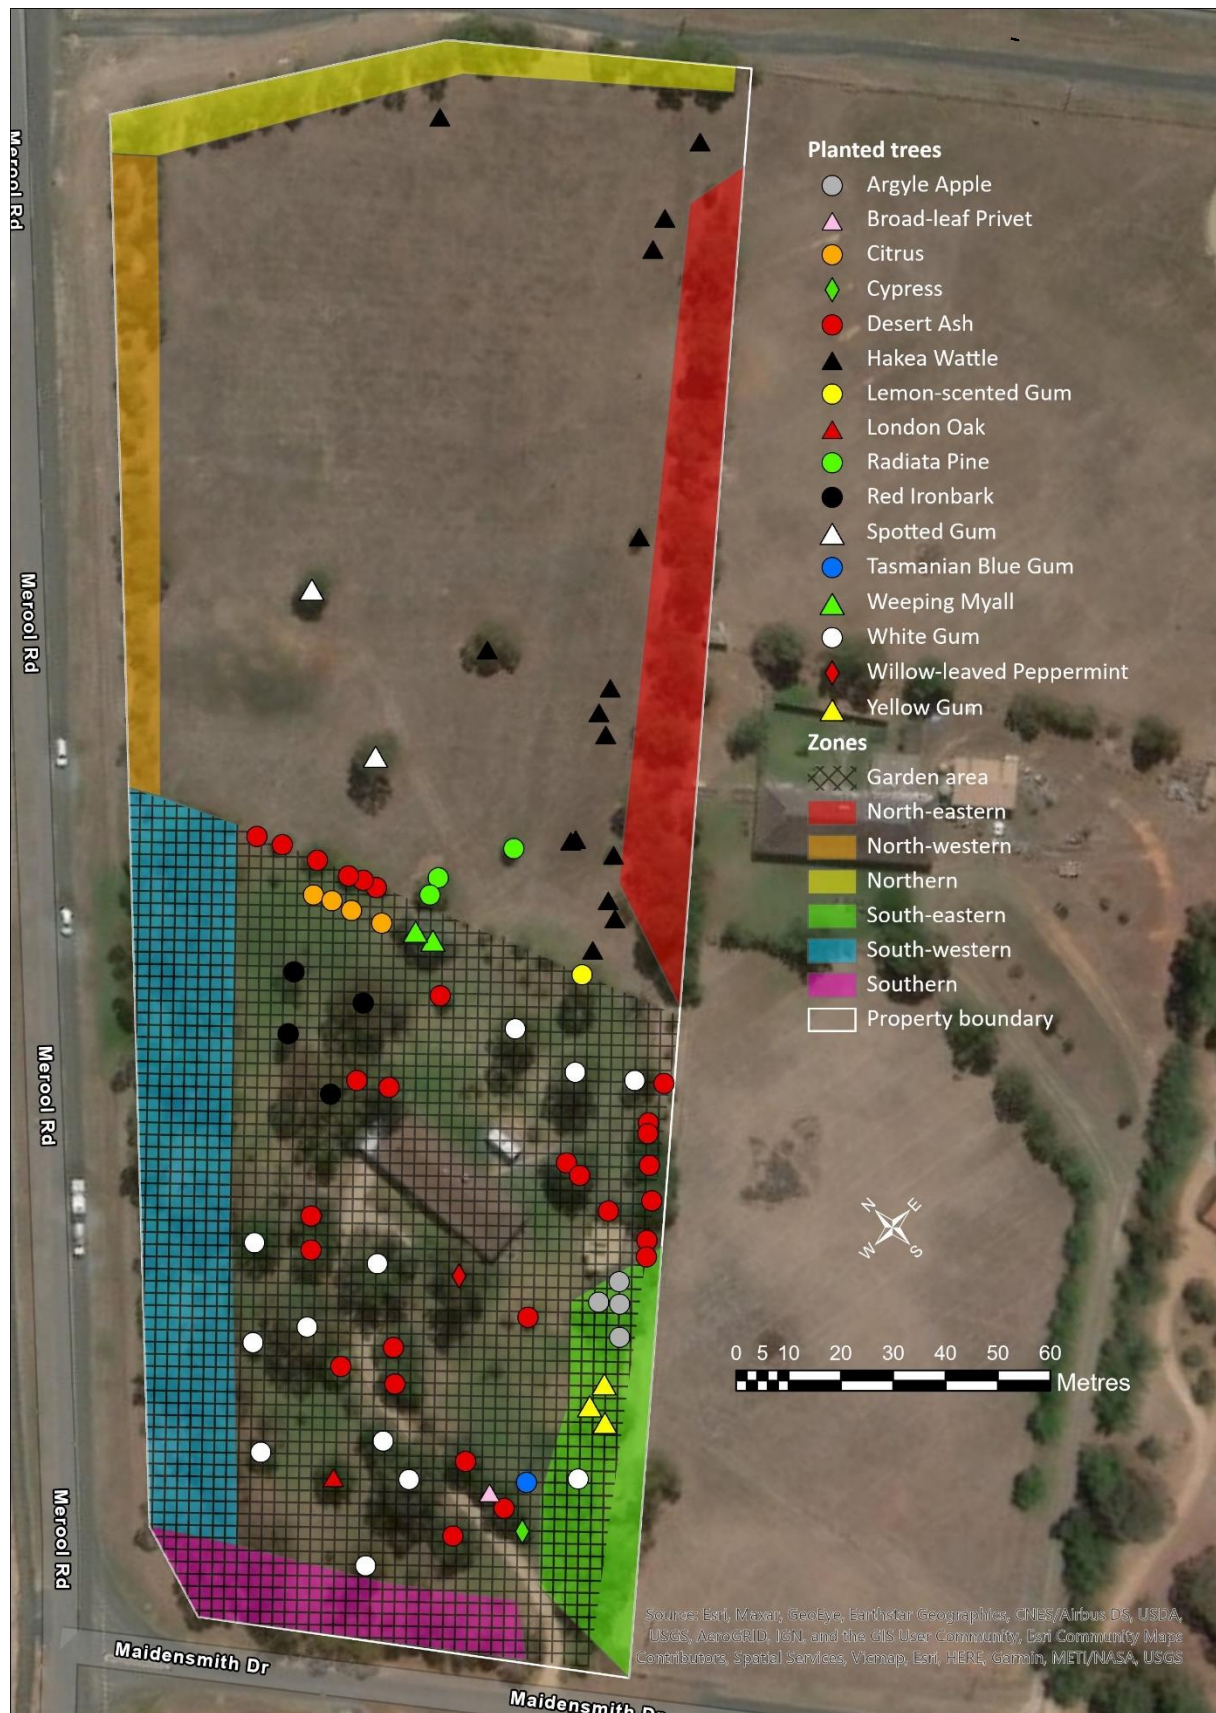 Merool Rd
Planted trees
Argyle Apple
Broad-leaf Privet
Citrus
Cypress
Desert Ash
Hakea Wattle
Lemon-scented Gum
London Oak
Radiata Pine
Red Ironbark
Spotted Gum
Tasmanian Blue Gum
Weeping Myall
White Gum
Willow-leaved Peppermint
Yellow Gum
Zones
Garden area
North-eastern
North-western
Northern
South-eastern
South-western
Southern
Property boundary
Merool Rd
Merool Rd
N
E
W
S
0 5 10 20 30 40 50 60
Metres
Merool Rd
Source: Esri, Maxar, GeoEye, Earthstar Geographics, CNES/Airbus DS, USDA,
USGS, AeroGRID, IGN, and the GIS User Community, Esri Community Maps
Contributors, Spatial Services, Vicmap, Esri, HERE, Garmin, METI/NASA, USGS
Maidensmith Dr
Maidensmith Dr